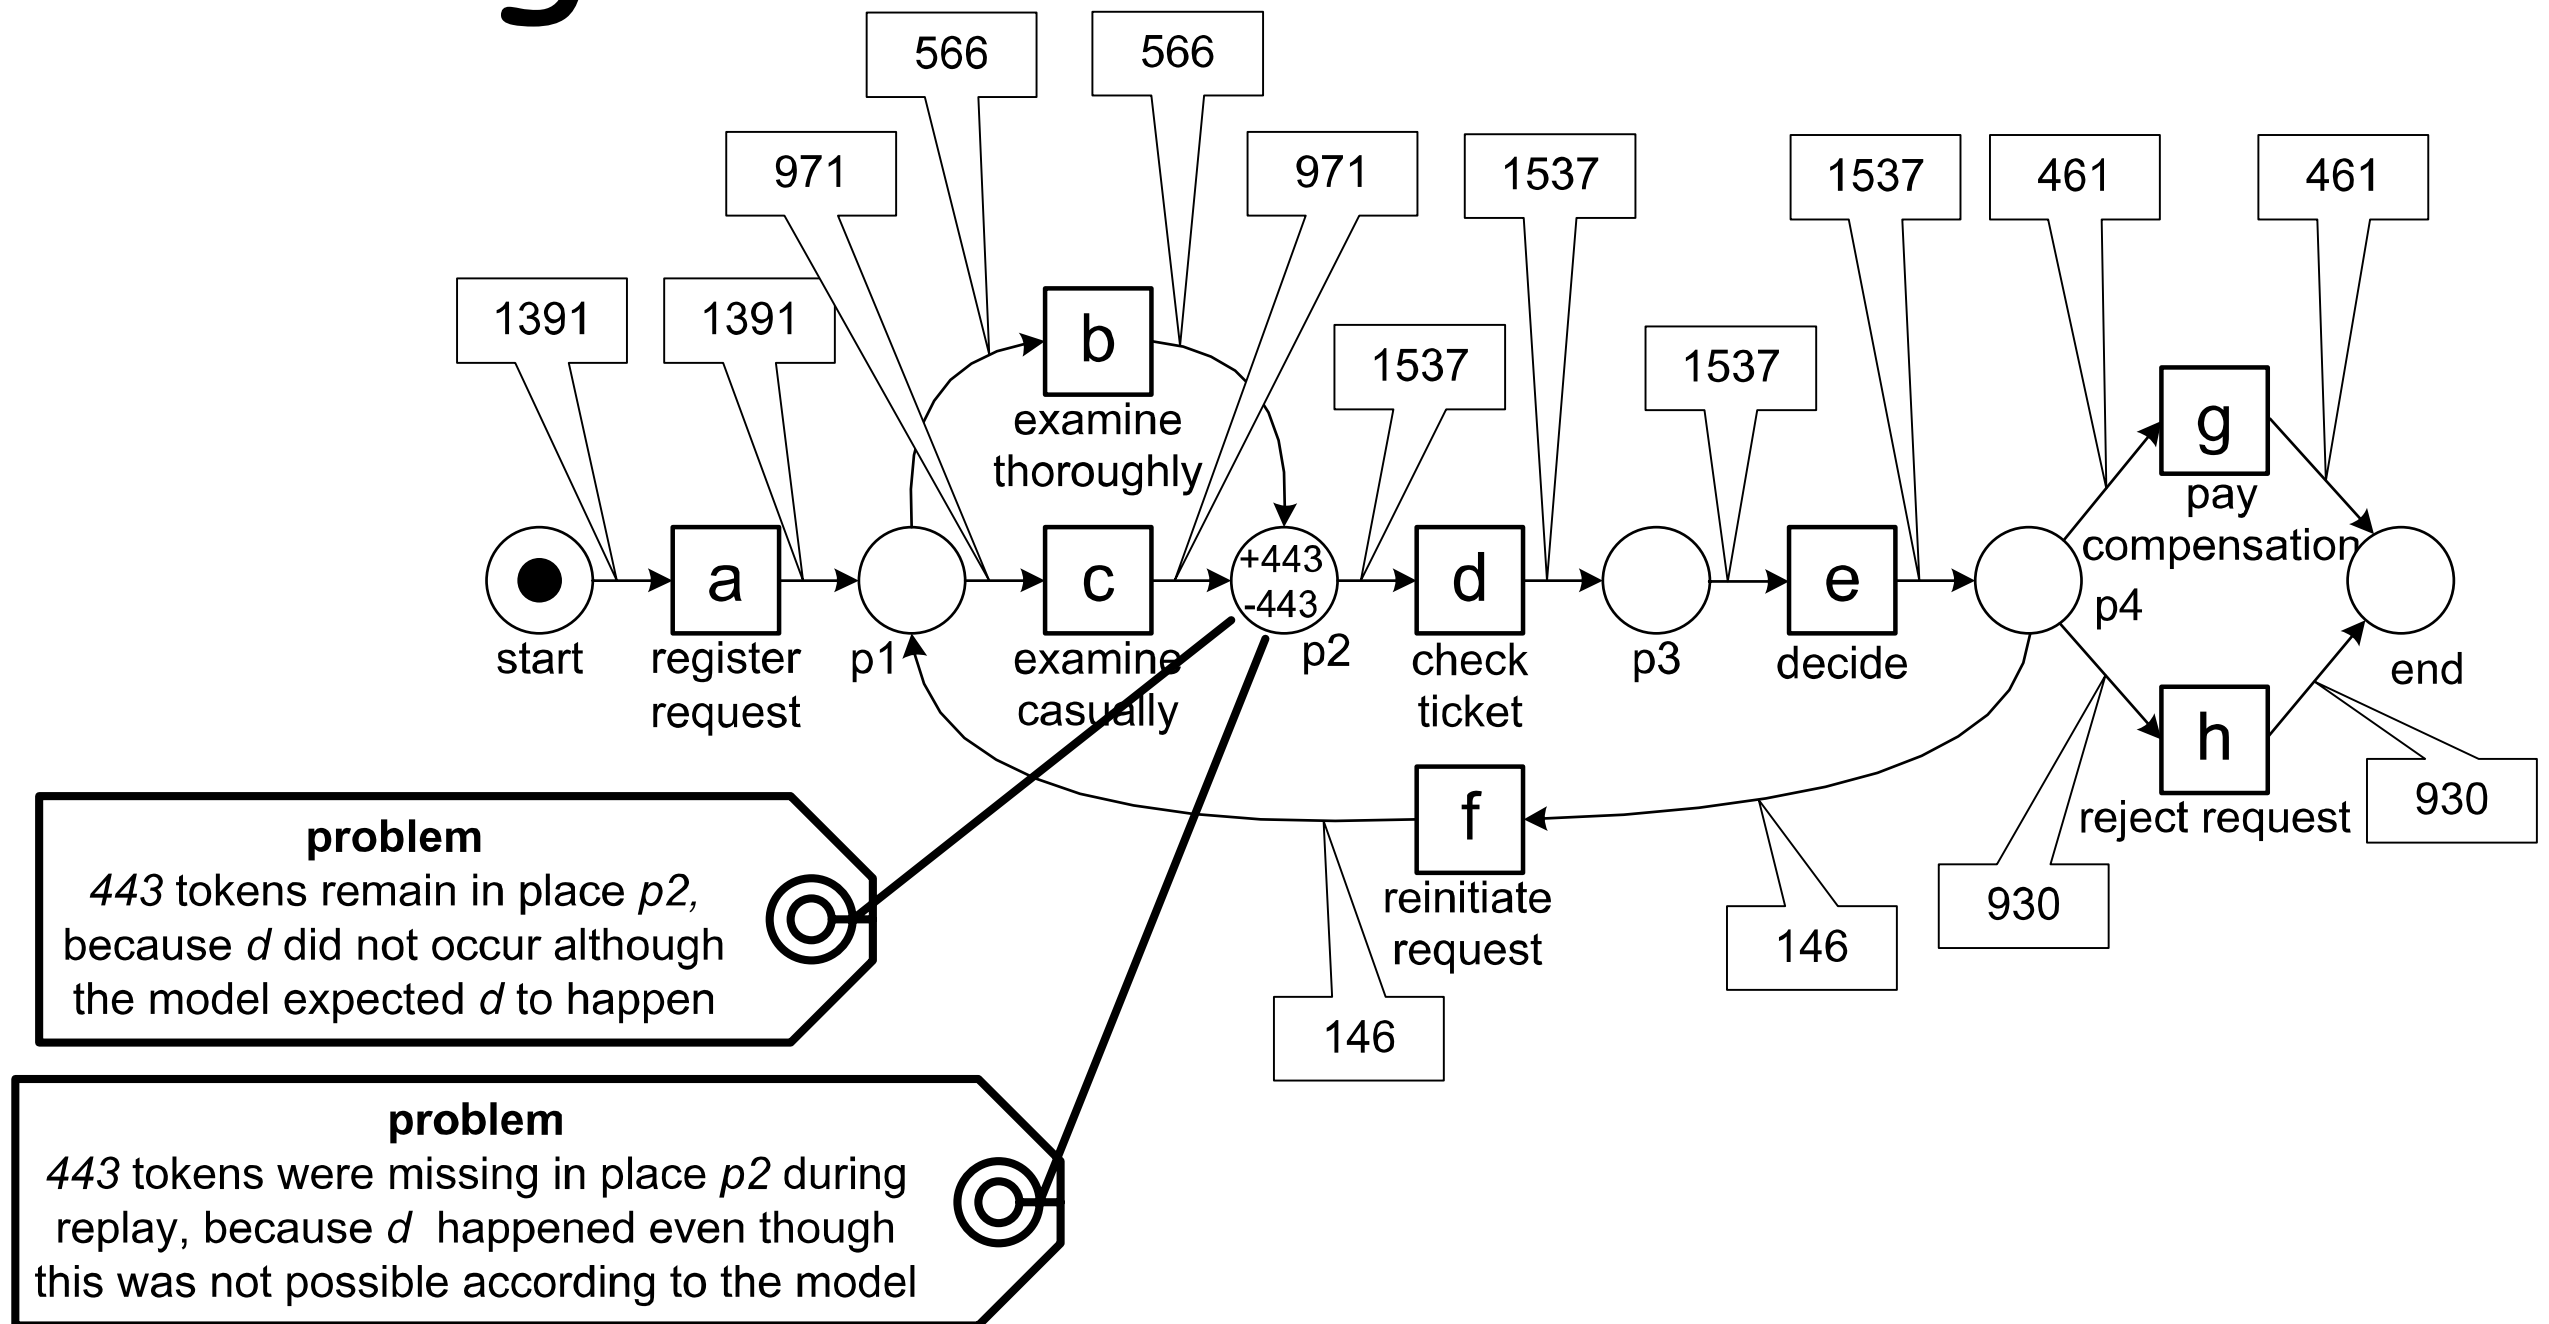 566
566
971
971
1537
1537
461
461
1391
1391
1537
1537
b
examine
thoroughly
g
pay
compensation
start
a
register
request
p1
c
examine
casually
+443
-443
p2
d
check
ticket
p3
e
decide
p4
end
h
reject request
930
930
f
reinitiate
request
146
146
problem
443 tokens remain in place p2,
because d did not occur although
the model expected d to happen
problem
443 tokens were missing in place p2 during
replay, because d happened even though
this was not possible according to the model